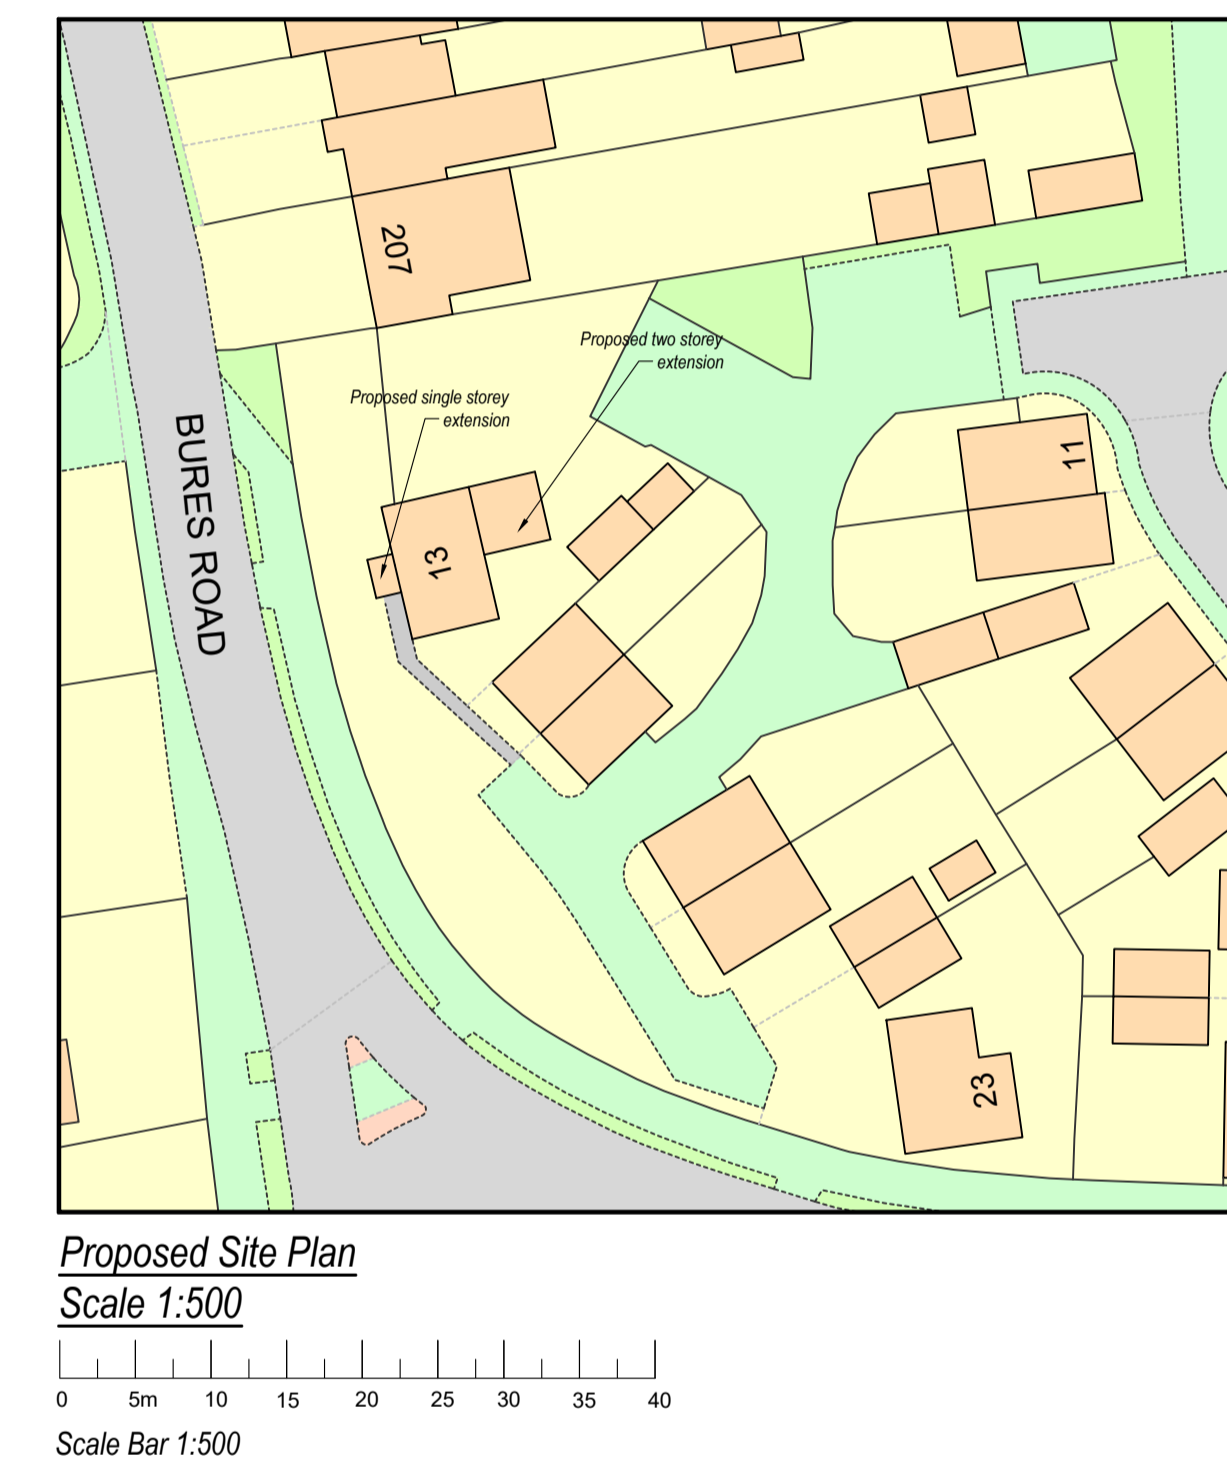 207
Proposed two storey
extension
Proposed single storey
extension
BURES ROAD
11
13
23
Proposed Site Plan
Scale 1:500
0 5m 10 15 20 25 30 35 40
Scale Bar 1:500